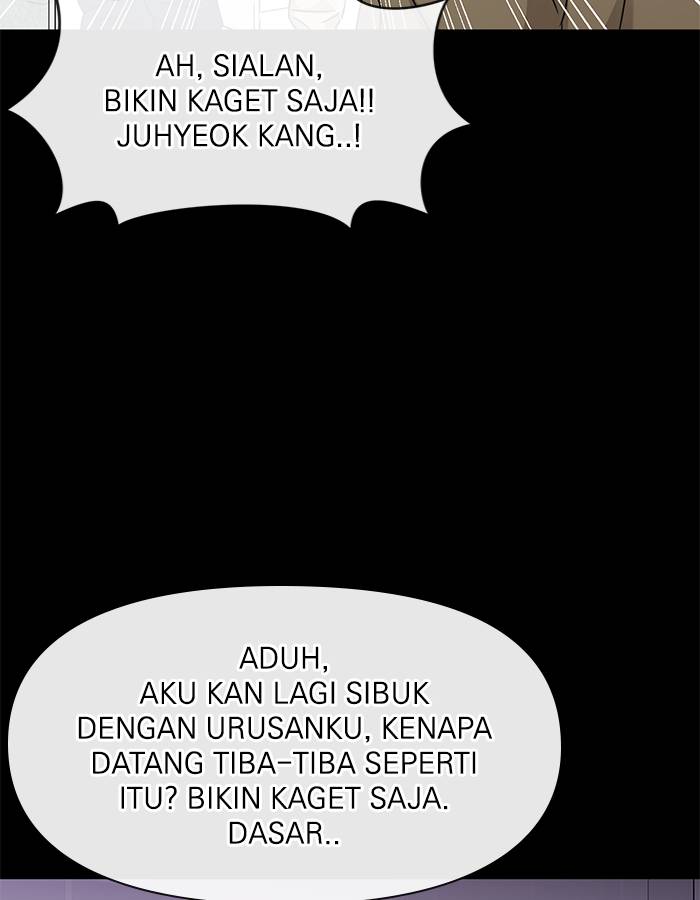 AH, SIALAN,
BIKIN KAGET SAJA!!
JUHYEOK KANG..!
ADUH,
AKU KAN LAGI SIBUK
DENGAN URUSANKU, KENAPA
DATANG TIBA-TIBA SEPERTI
ITU? BIKIN KAGET SAJA.
DASAR..